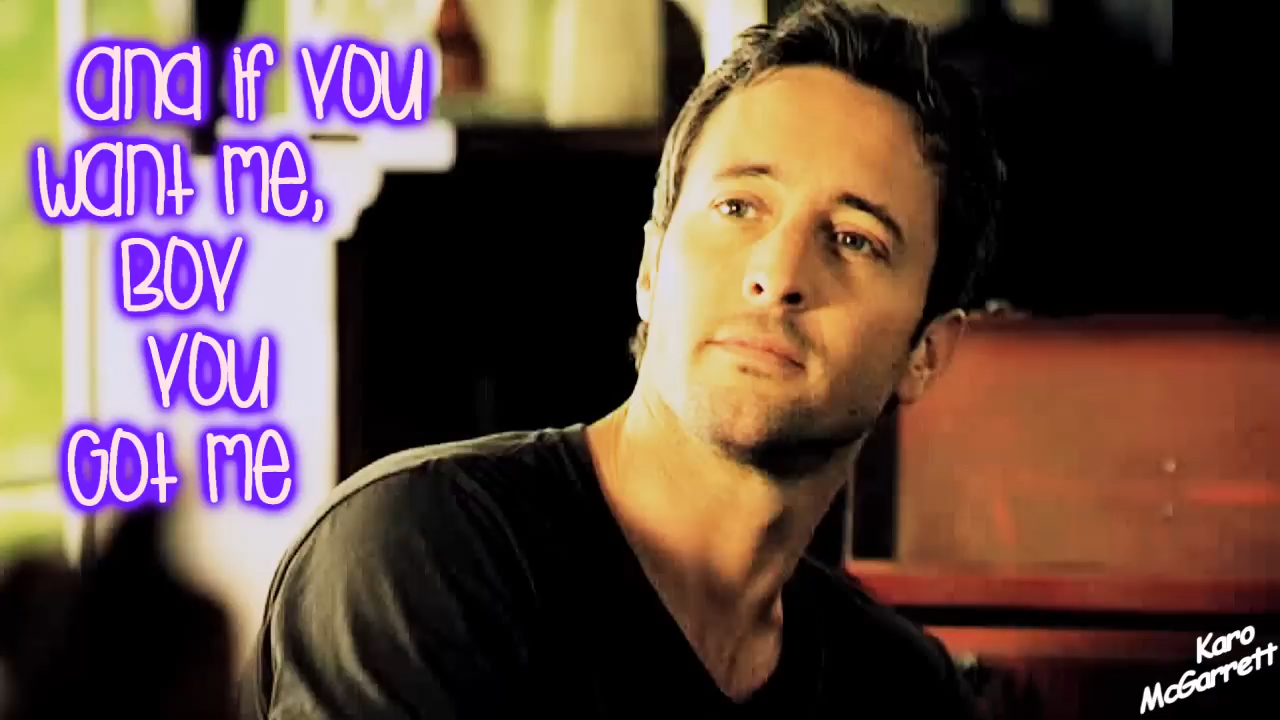 and if you
want me,
Boy
you
Got me
Karo
McGarrett